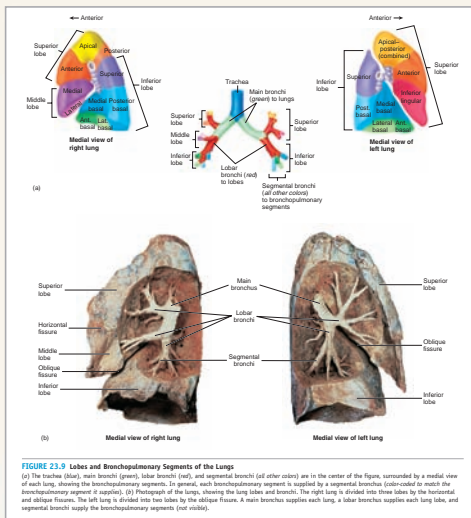 ← Anterior
Superior
lobe
Apical
Posterior
Anterior
Superior
Inferior
lobe
Medial
Lateral
Middle
lobe
Medial
basal
Posterior
basal
Ant.
basal
Lat.
basal
Medial view of
right lung
(a)
Trachea
Main bronchi
(green) to lungs
Superior
lobe
Middle
lobe
Inferior
lobe
Superior
lobe
Inferior
lobe
Lobar
bronchi (red)
to lobes
Segmental bronchi
(all other colors)
to bronchopulmonary
segments
Anterior →
Apical–
posterior
(combined)
Superior
lobe
Superior
Anterior
Inferior
lobe
Inferior
lingular
Post.
basal
Medial
basal
Lateral
basal
Ant.
basal
Medial view of
left lung
Superior
lobe
Horizontal
fissure
Middle
lobe
Oblique
fissure
Inferior
lobe
Main
bronchus
Lobar
bronchi
Segmental
bronchi
Superior
lobe
Oblique
fissure
Inferior
lobe
(b)
Medial view of right lung
Medial view of left lung
FIGURE 23.9 Lobes and Bronchopulmonary Segments of the Lungs
(a) The trachea (blue), main bronchi (green), lobar bronchi (red), and segmental bronchi (all other colors) are in the center of the figure, surrounded by a medial view
of each lung, showing the bronchopulmonary segments. In general, each bronchopulmonary segment is supplied by a segmental bronchus (color-coded to match the
bronchopulmonary segment it supplies). (b) Photograph of the lungs, showing the lung lobes and bronchi. The right lung is divided into three lobes by the horizontal
and oblique fissures. The left lung is divided into two lobes by the oblique fissure. A main bronchus supplies each lung, a lobar bronchus supplies each lung lobe, and
segmental bronchi supply the bronchopulmonary segments (not visible).